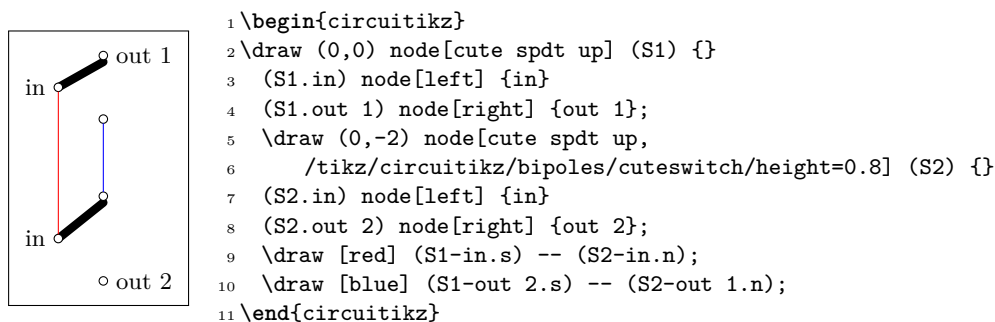 out 1
in
in
out 2
1 \begin{circuitikz}
2 \draw (0,0) node[cute spdt up] (S1) {}
3   (S1.in) node[left] {in}
4   (S1.out 1) node[right] {out 1};
5   \draw (0,-2) node[cute spdt up,
6      /tikz/circuitikz/bipoles/cuteswitch/height=0.8] (S2) {}
7   (S2.in) node[left] {in}
8   (S2.out 2) node[right] {out 2};
9   \draw [red] (S1-in.s) -- (S2-in.n);
10   \draw [blue] (S1-out 2.s) -- (S2-out 1.n);
11 \end{circuitikz}